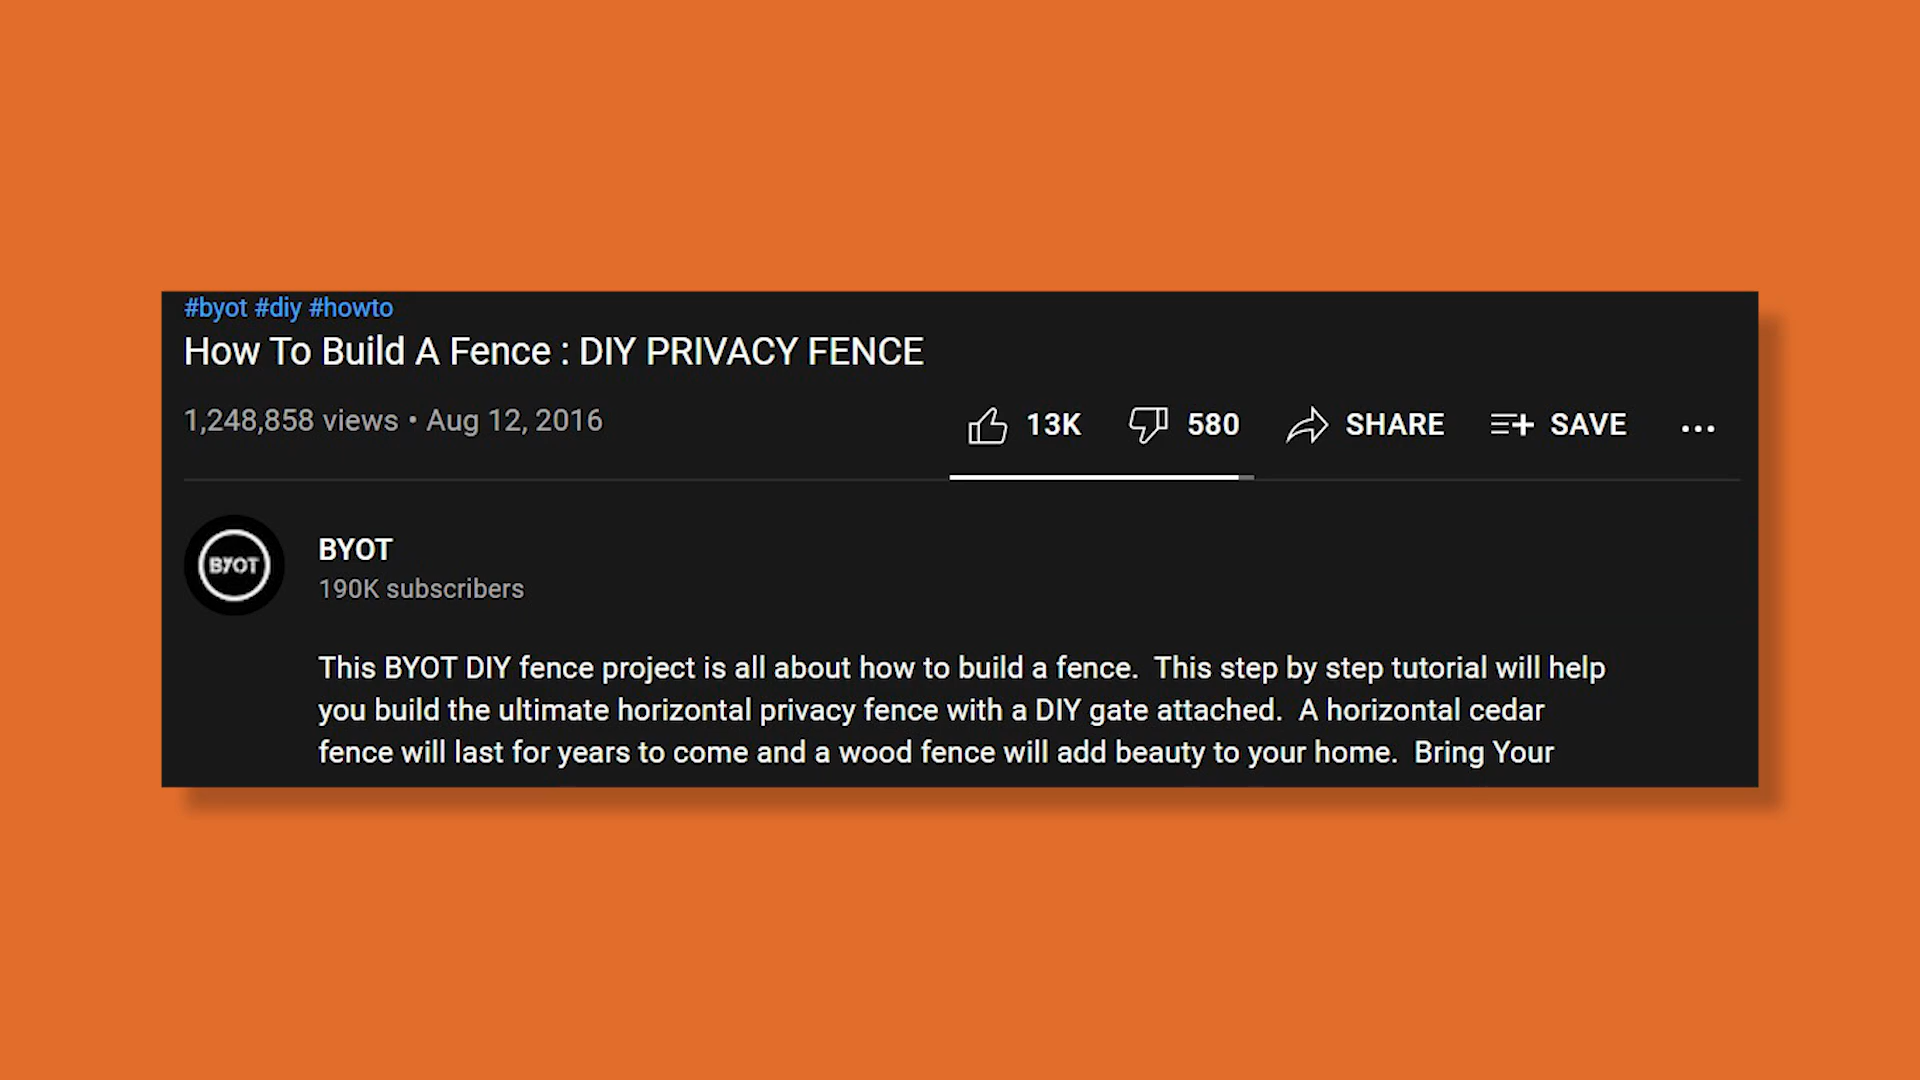 #byot #diy #howto
How To Build A Fence : DIY PRIVACY FENCE
1,248,858 views • Aug 12, 2016
13K 580 SHARE SAVE ...
BYOT
BYOT
190K subscribers
This BYOT DIY fence project is all about how to build a fence.  This step by step tutorial will help
you build the ultimate horizontal privacy fence with a DIY gate attached.  A horizontal cedar
fence will last for years to come and a wood fence will add beauty to your home.  Bring Your